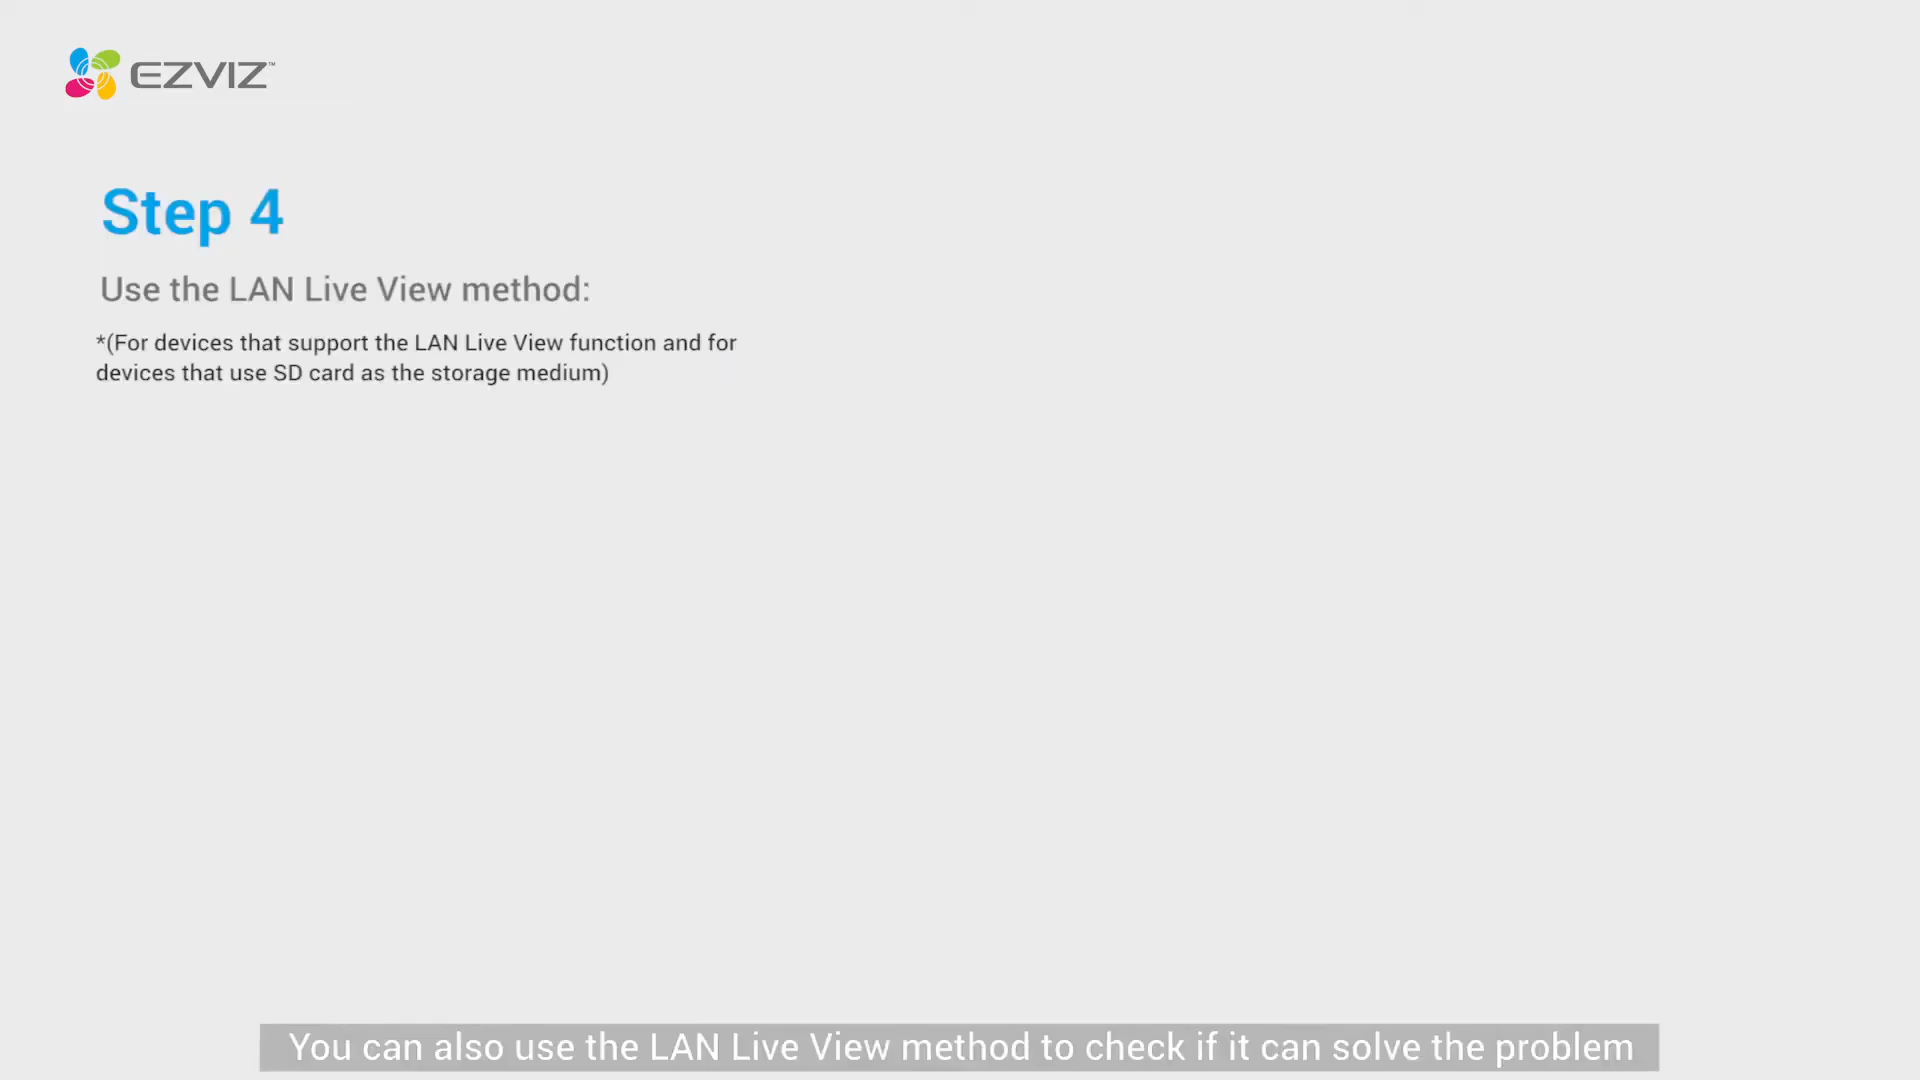 EZVIZ™
Step 4
Use the LAN Live View method:
*(For devices that support the LAN Live View function and for
devices that use SD card as the storage medium)
You can also use the LAN Live View method to check if it can solve the problem